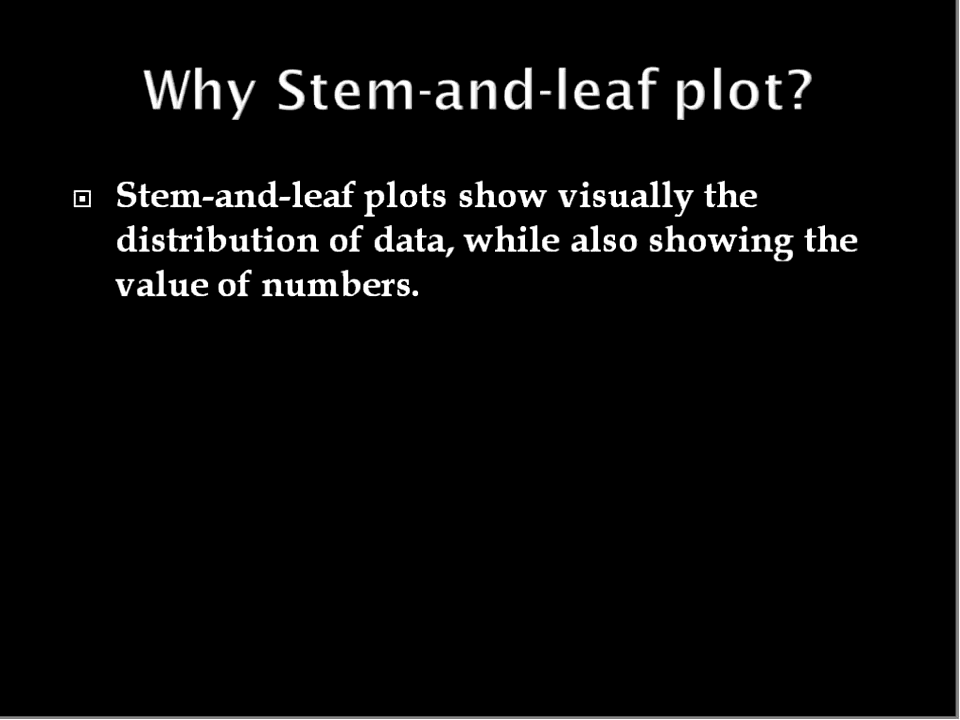 Why Stem-and-leaf plot?
Stem-and-leaf plots show visually the
distribution of data, while also showing the
value of numbers.